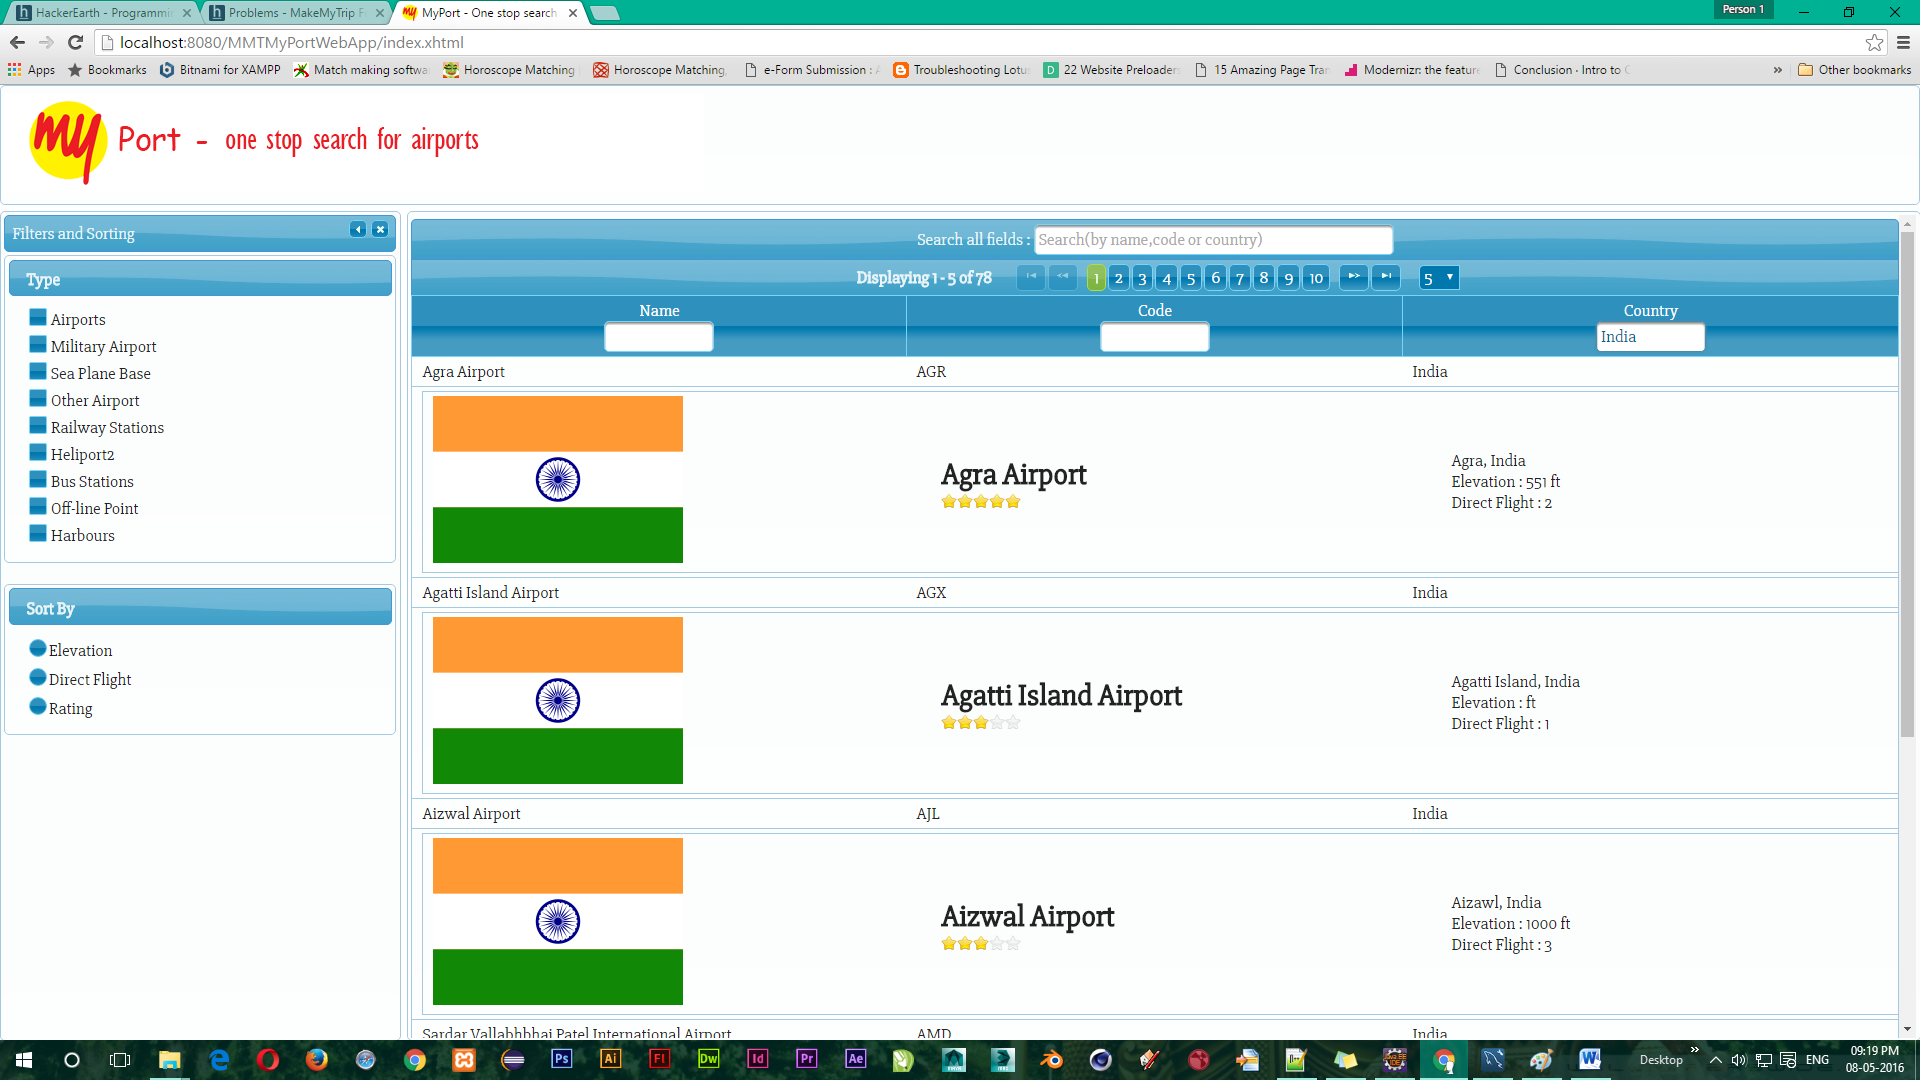 HackerEarth - Programmin
Problems - MakeMyTrip F
MyPort - One stop search
Person 1
localhost:8080/MMTMyPortWebApp/index.xhtml
Apps
Bookmarks
Bitnami for XAMPP
Match making softwa
Horoscope Matching
Horoscope Matching,
e-Form Submission : A
Troubleshooting Lotu
22 Website Preloader
15 Amazing Page Tran
Modernizr: the feature
Conclusion · Intro to C
»
Other bookmarks
my Port - one stop search for airports
Filters and Sorting
Type
Airports
Military Airport
Sea Plane Base
Other Airport
Railway Stations
Heliport2
Bus Stations
Off-line Point
Harbours
Sort By
Elevation
Direct Flight
Rating
Search all fields : Search(by name,code or country)
Displaying 1 - 5 of 78 1 2 3 4 5 6 7 8 9 10 5
Name Code Country
India
Agra Airport AGR India
Agra Airport
Agra, India
Elevation : 551 ft
Direct Flight : 2
Agatti Island Airport AGX India
Agatti Island Airport
Agatti Island, India
Elevation : ft
Direct Flight : 1
Aizwal Airport AJL India
Aizwal Airport
Aizawl, India
Elevation : 1000 ft
Direct Flight : 3
Sardar Vallabhbhai Patel International Airport AMD India
Ps
Ai
Fl
Dw
Id
Pr
Ae
Desktop
»
ENG
09:19 PM
08-05-2016